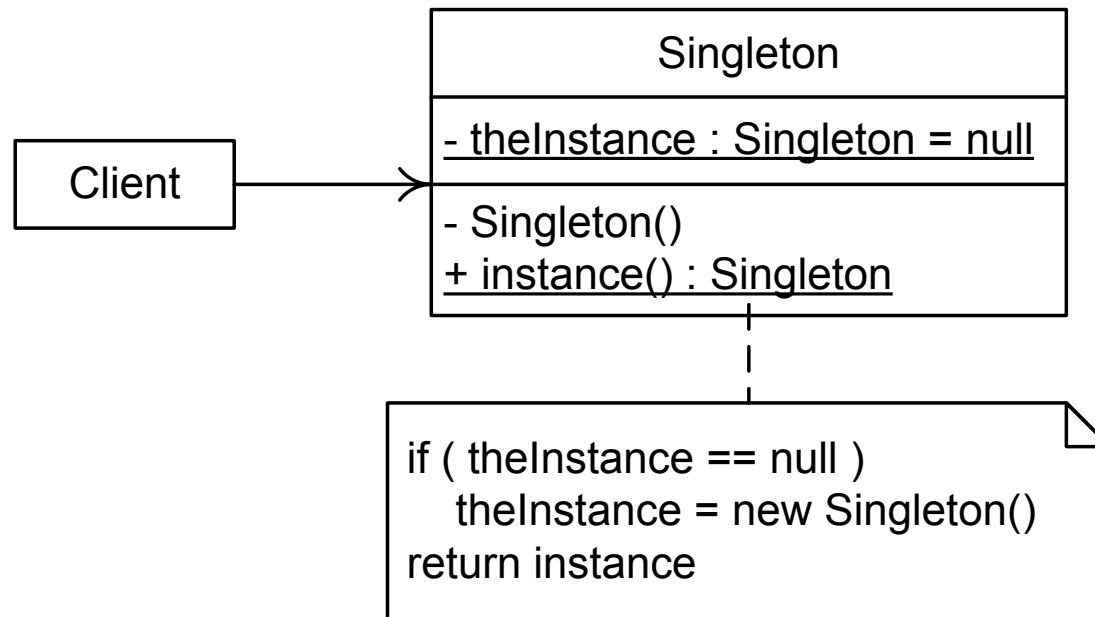 Singleton
- theInstance : Singleton = null
Client
- Singleton()
+ instance() : Singleton
if ( theInstance == null )
theInstance = new Singleton()
return instance